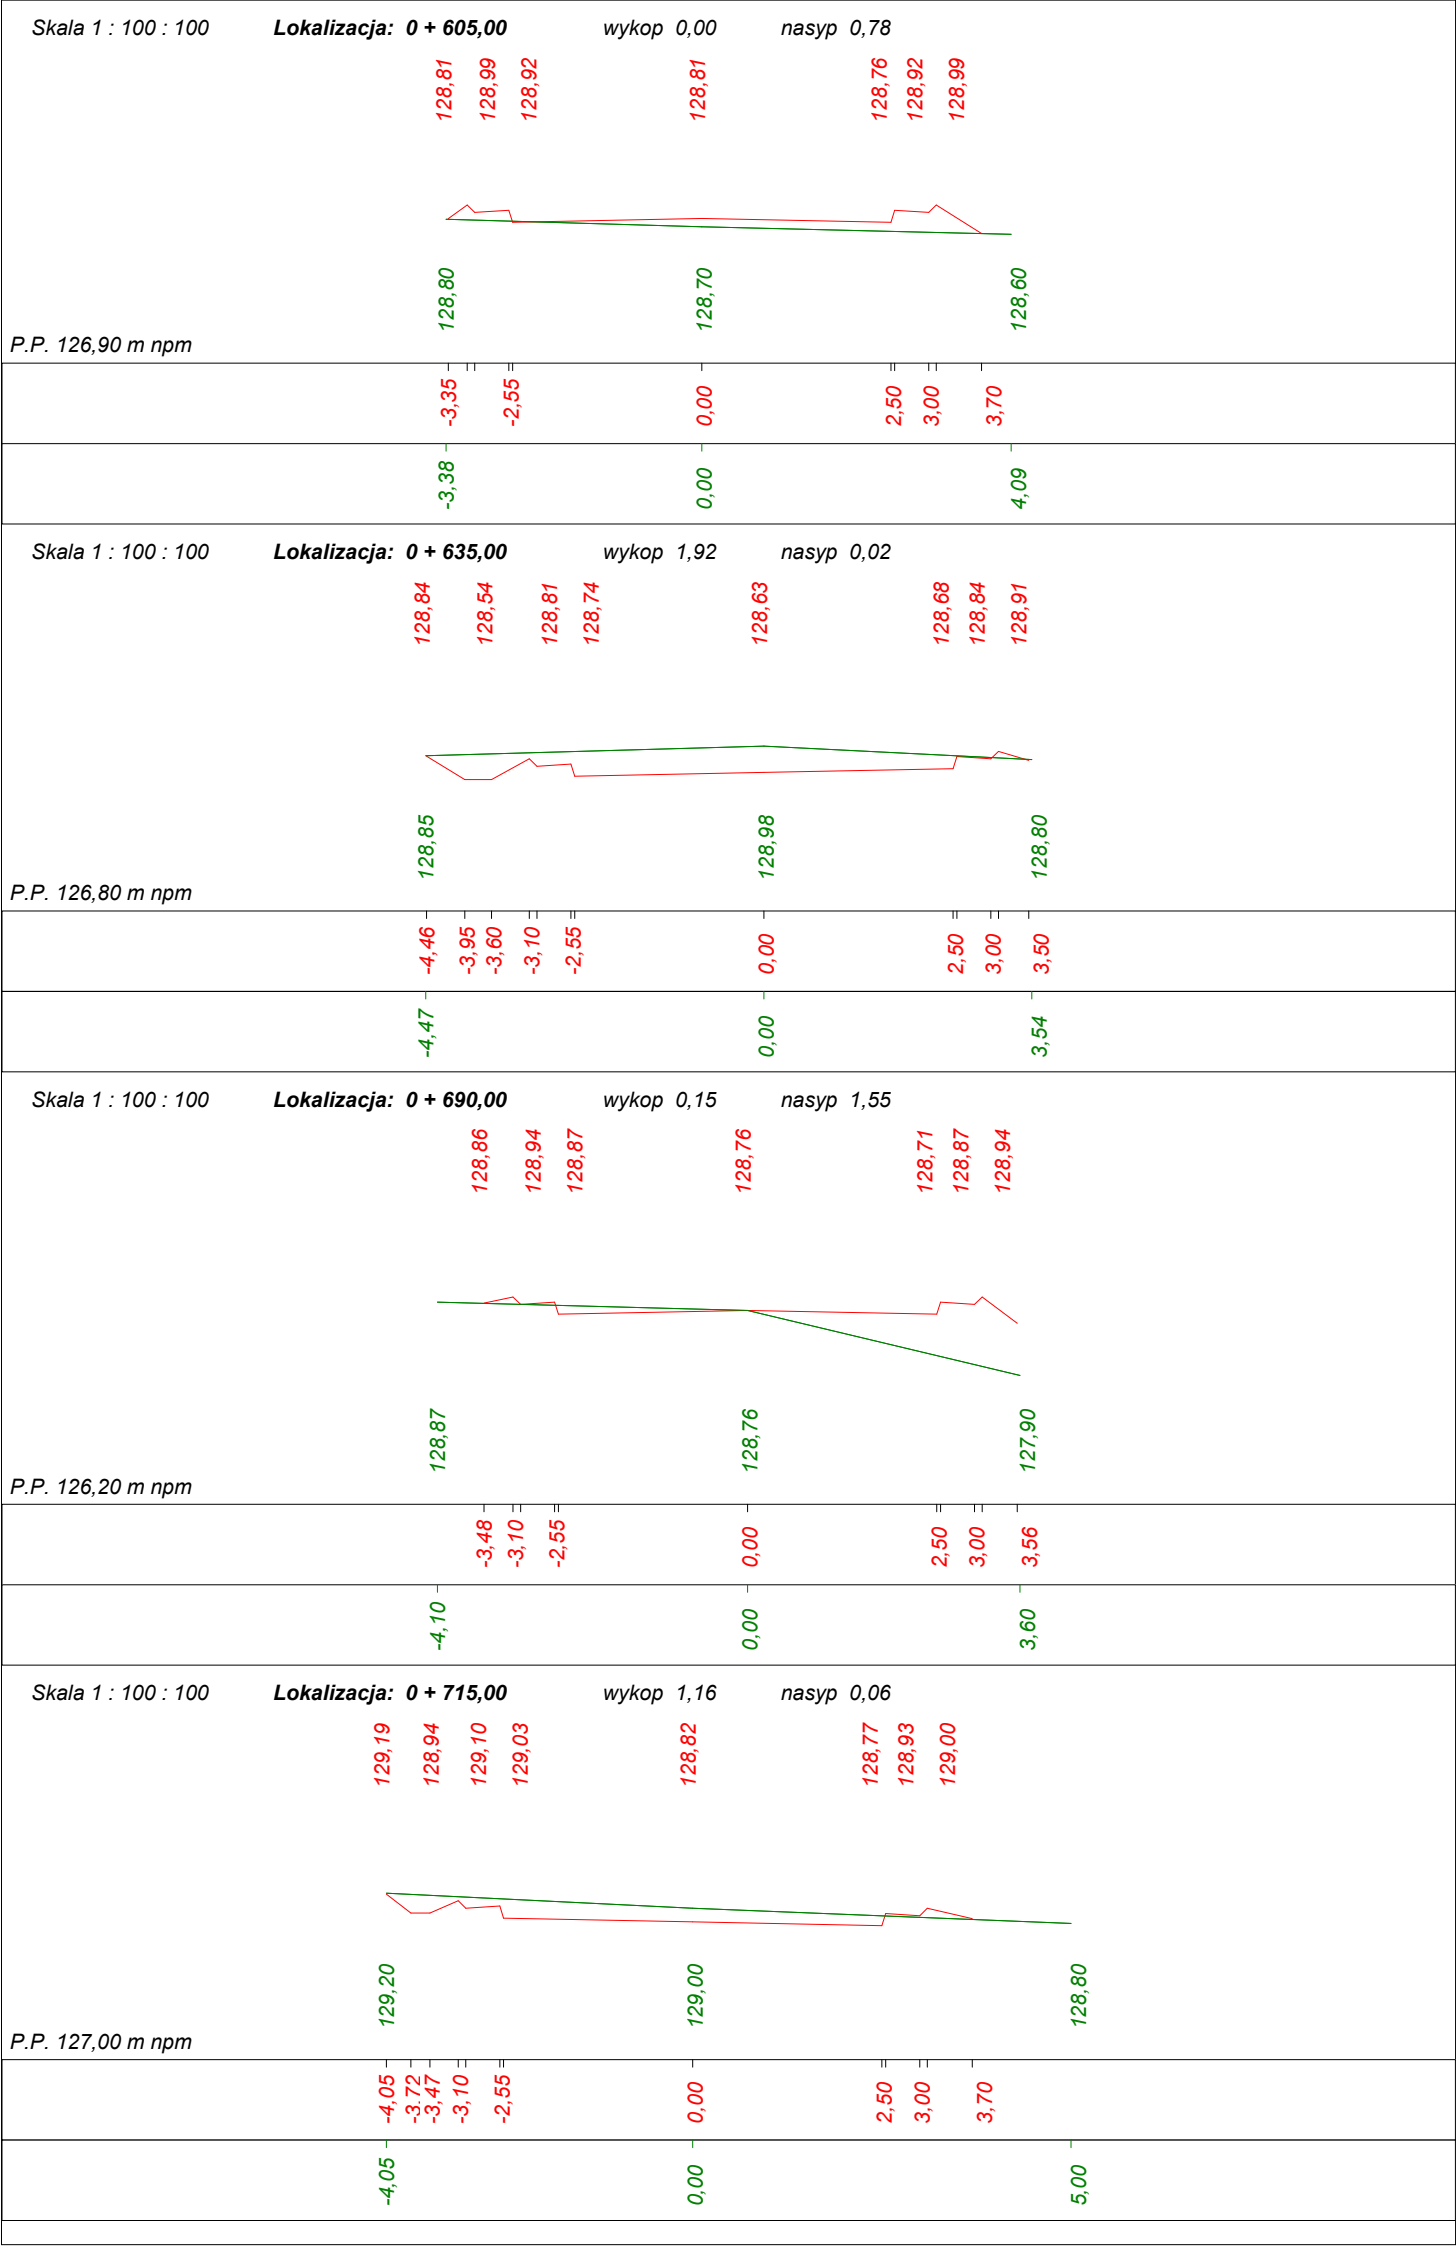 Skala 1 : 100 : 100 Lokalizacja: 0 + 605,00 wykop 0,00 nasyp 0,78
128,81 128,99 128,92 128,81 128,76 128,92 128,99
128,80 128,70 128,60
P.P. 126,90 m npm
-3,35 -2,55 0,00 2,50 3,00 3,70
-3,38 0,00 4,09
Skala 1 : 100 : 100 Lokalizacja: 0 + 635,00 wykop 1,92 nasyp 0,02
128,84 128,54 128,81 128,74 128,63 128,68 128,84 128,91
128,85 128,98 128,80
P.P. 126,80 m npm
-4,46 -3,95 -3,60 -3,10 -2,55 0,00 2,50 3,00 3,50
-4,47 0,00 3,54
Skala 1 : 100 : 100 Lokalizacja: 0 + 690,00 wykop 0,15 nasyp 1,55
128,86 128,94 128,87 128,76 128,71 128,87 128,94
128,87 128,76 127,90
P.P. 126,20 m npm
-3,48 -3,10 -2,55 0,00 2,50 3,00 3,56
-4,10 0,00 3,60
Skala 1 : 100 : 100 Lokalizacja: 0 + 715,00 wykop 1,16 nasyp 0,06
129,19 128,94 129,10 129,03 128,82 128,77 128,93 129,00
129,20 129,00 128,80
P.P. 127,00 m npm
-4,05 -3.72 -3,47 -3,10 -2,55 0,00 2,50 3,00 3,70
-4,05 0,00 5,00